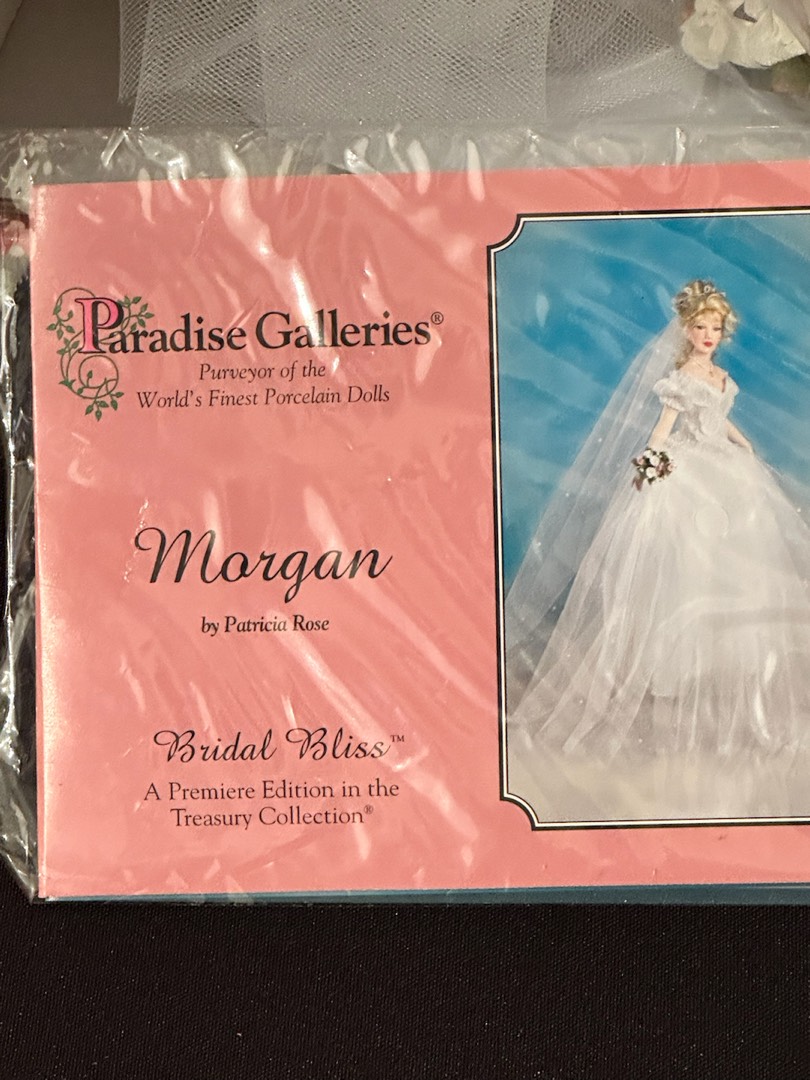 Paradise Galleries®
Purveyor of the
World's Finest Porcelain Dolls
Morgan
by Patricia Rose
Bridal Bliss™
A Premiere Edition in the
Treasury Collection®